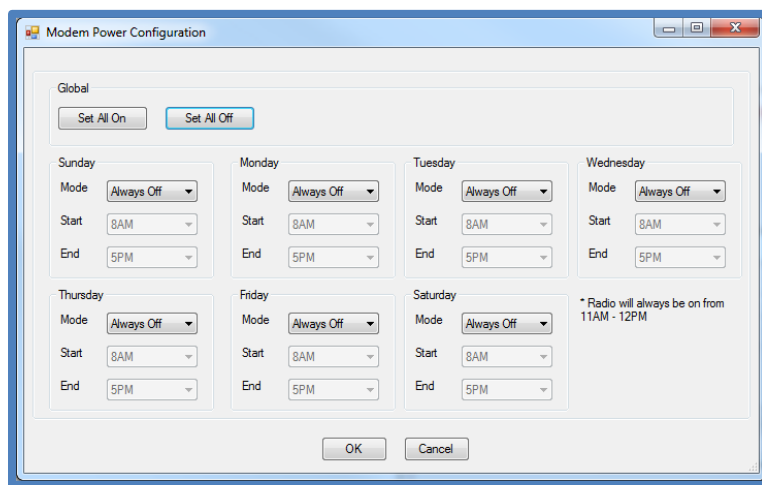 Modem Power Configuration
Global
Set All On Set All Off
Sunday Monday Tuesday Wednesday
Mode Always Off Mode Always Off Mode Always Off Mode Always Off
Start 8AM Start 8AM Start 8AM Start 8AM
End 5PM End 5PM End 5PM End 5PM
Thursday Friday Saturday
Mode Always Off Mode Always Off Mode Always Off
Start 8AM Start 8AM Start 8AM
End 5PM End 5PM End 5PM
* Radio will always be on from
11AM - 12PM
OK Cancel